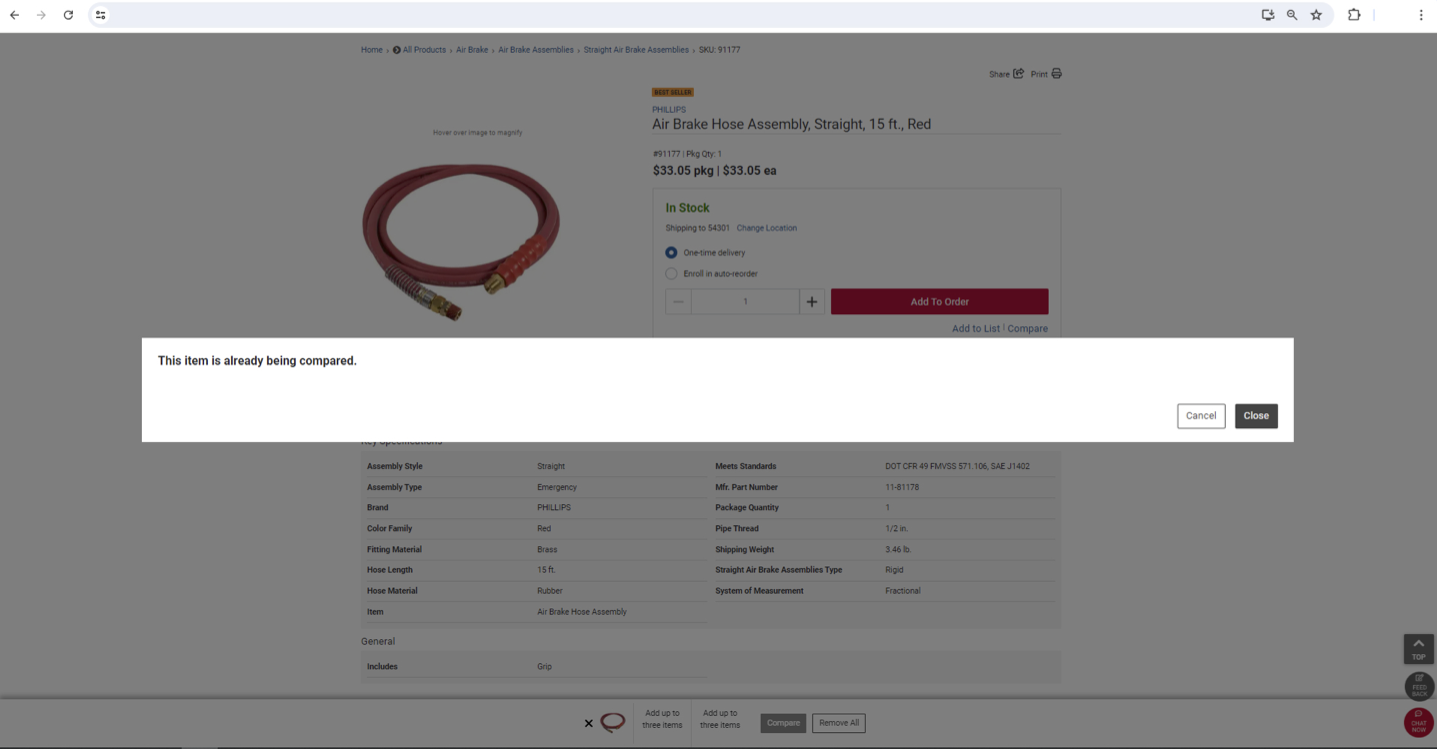 Home › All Products › Air Brake › Air Brake Assemblies › Straight Air Brake Assemblies › SKU: 91177
Share Print
BEST SELLER
PHILLIPS
Air Brake Hose Assembly, Straight, 15 ft., Red
Hover over image to magnify
#91177 | Pkg Qty: 1
$33.05 pkg | $33.05 ea
In Stock
Shipping to 54301 Change Location
One-time delivery
Enroll in auto-reorder
1
Add To Order
Add to List | Compare
This item is already being compared.
Cancel Close
Key Specifications
Assembly Style Straight Meets Standards DOT CFR 49 FMVSS 571.106, SAE J1402
Assembly Type Emergency Mfr. Part Number 11-81178
Brand PHILLIPS Package Quantity 1
Color Family Red Pipe Thread 1/2 in.
Fitting Material Brass Shipping Weight 3.46 lb.
Hose Length 15 ft. Straight Air Brake Assemblies Type Rigid
Hose Material Rubber System of Measurement Fractional
Item Air Brake Hose Assembly
General
Includes Grip
TOP
FEED
BACK
CHAT
NOW
Add up to
three items
Add up to
three items
Compare Remove All